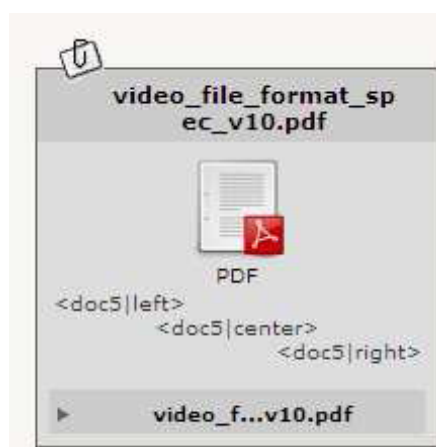 video_file_format_sp
ec_v10.pdf
PDF
<doc5|left>
<doc5|center>
<doc5|right>
video_f...v10.pdf